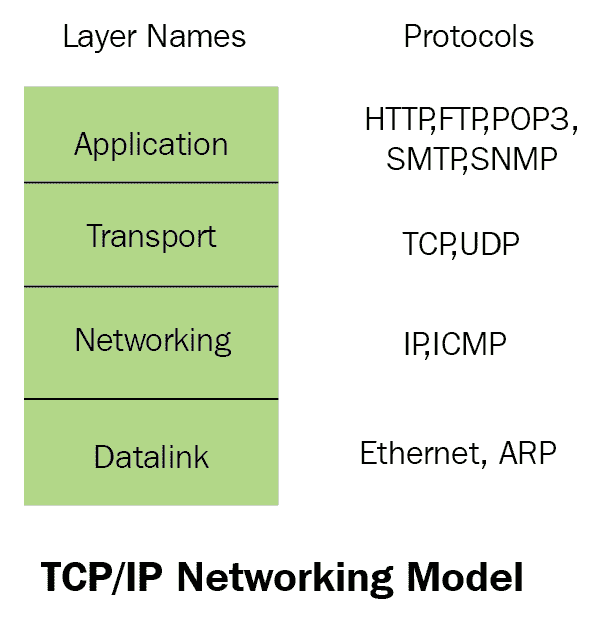 Layer Names Protocols
Application HTTP,FTP,POP3,
SMTP,SNMP
Transport TCP,UDP
Networking IP,ICMP
Datalink Ethernet, ARP
TCP/IP Networking Model